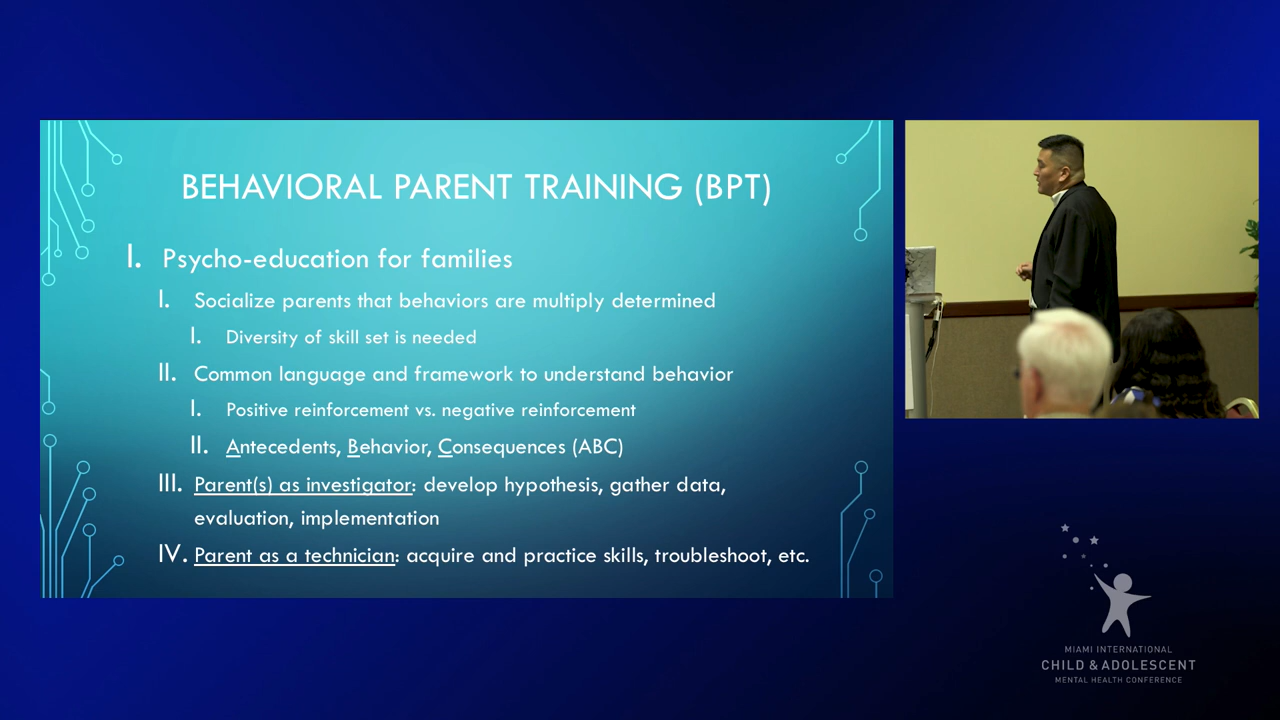 BEHAVIORAL PARENT TRAINING (BPT)
I. Psycho-education for families
I. Socialize parents that behaviors are multiply determined
I. Diversity of skill set is needed
II. Common language and framework to understand behavior
I. Positive reinforcement vs. negative reinforcement
II. Antecedents, Behavior, Consequences (ABC)
III. Parent(s) as investigator: develop hypothesis, gather data,
evaluation, implementation
IV. Parent as a technician: acquire and practice skills, troubleshoot, etc.
MIAMI INTERNATIONAL
CHILD & ADOLESCENT
MENTAL HEALTH CONFERENCE